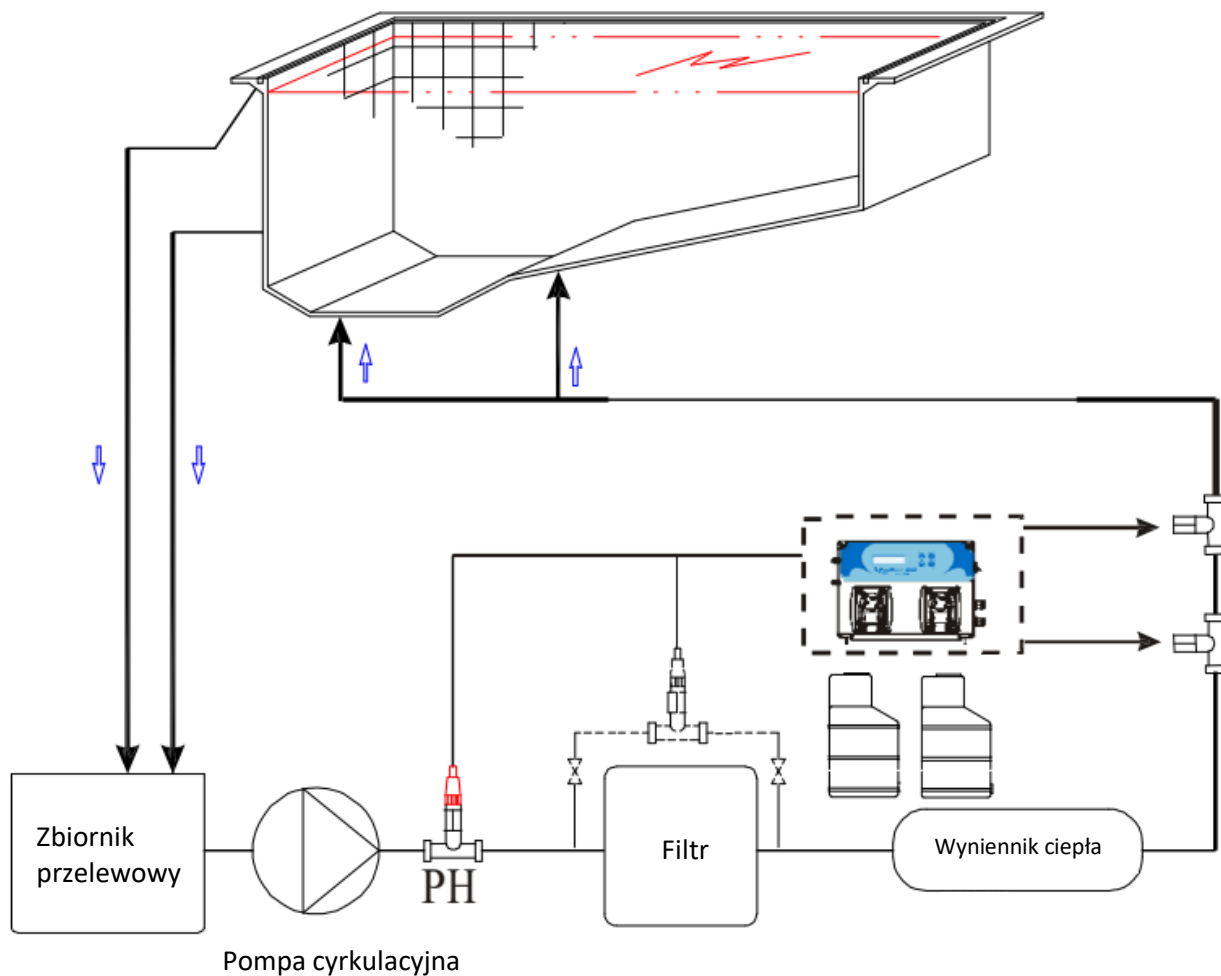 Zbiornik
przelewowy
PH
Filtr
Wyniennik ciepła
Pompa cyrkulacyjna